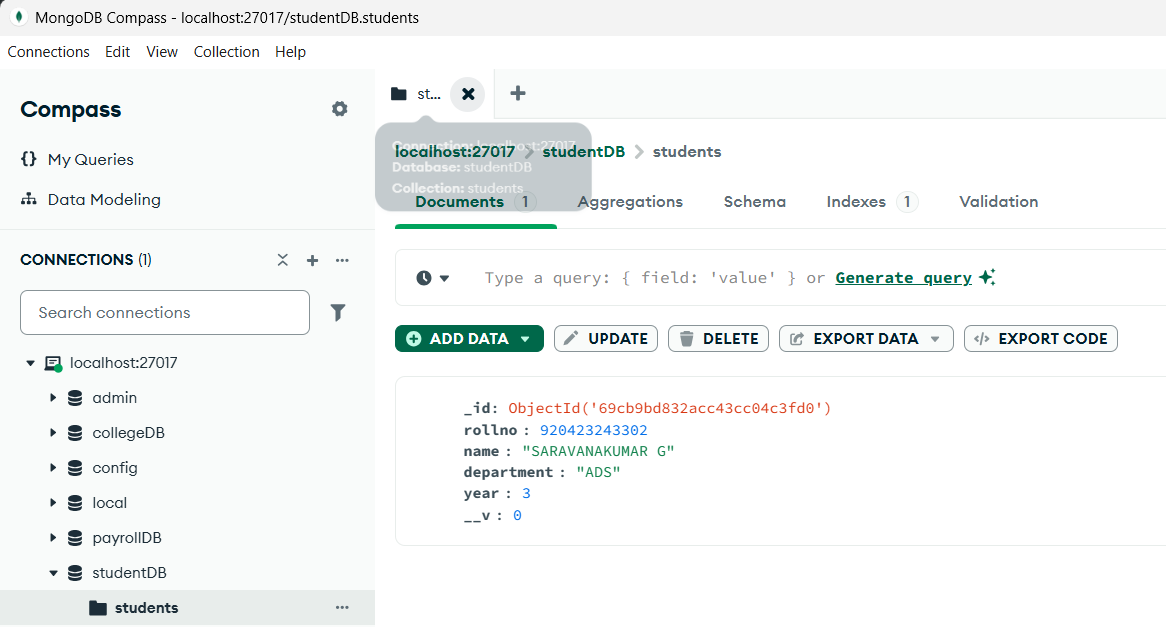 MongoDB Compass - localhost:27017/studentDB.students
Connections Edit View Collection Help
Compass
My Queries
Data Modeling
CONNECTIONS (1)
Search connections
localhost:27017
admin
collegeDB
config
local
payrollDB
studentDB
students
st...
Connection: localhost:27017
Database: studentDB
Collection: students
localhost:27017 > studentDB > students
Documents 1 Aggregations Schema Indexes 1 Validation
Type a query: { field: 'value' } or Generate query
ADD DATA UPDATE DELETE EXPORT DATA EXPORT CODE
_id: ObjectId('69cb9bd832acc43cc04c3fd0')
rollno : 920423243302
name : "SARAVANAKUMAR G"
department : "ADS"
year : 3
__v : 0